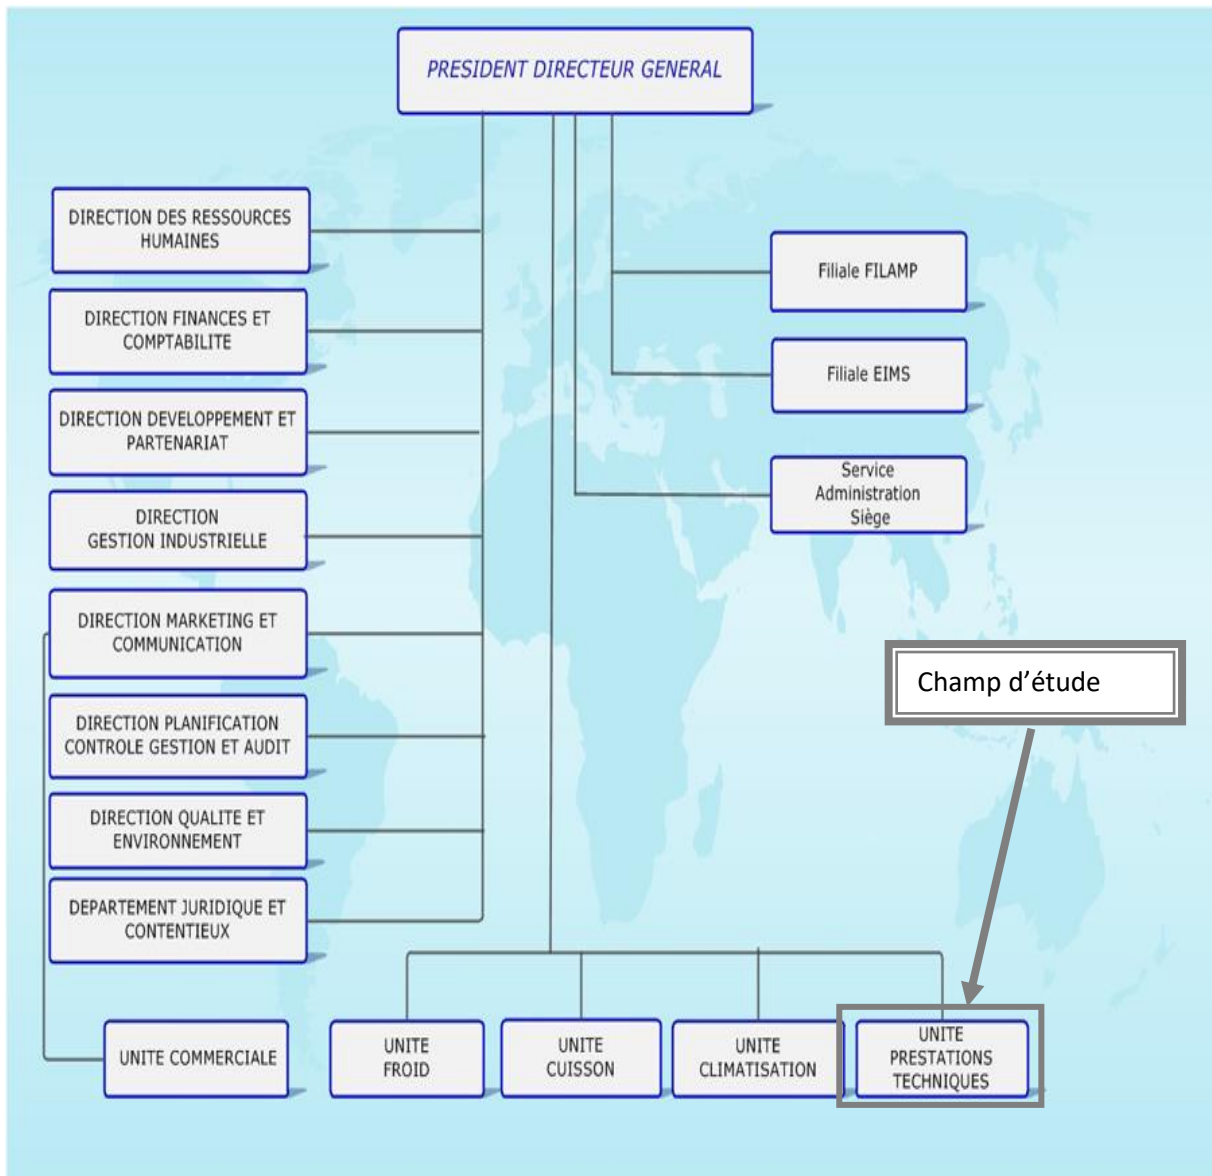 PRESIDENT DIRECTEUR GENERAL
DIRECTION DES RESSOURCES
HUMAINES
DIRECTION FINANCES ET
COMPTABILITE
DIRECTION DEVELOPPEMENT ET
PARTENARIAT
DIRECTION
GESTION INDUSTRIELLE
DIRECTION MARKETING ET
COMMUNICATION
DIRECTION PLANIFICATION
CONTROLE GESTION ET AUDIT
DIRECTION QUALITE ET
ENVIRONNEMENT
DEPARTEMENT JURIDIQUE ET
CONTENTIEUX
Filiale FILAMP
Filiale EIMS
Service
Administration
Siège
Champ d’étude
UNITE COMMERCIALE
UNITE
FROID
UNITE
CUISSON
UNITE
CLIMATISATION
UNITE
PRESTATIONS
TECHNIQUES